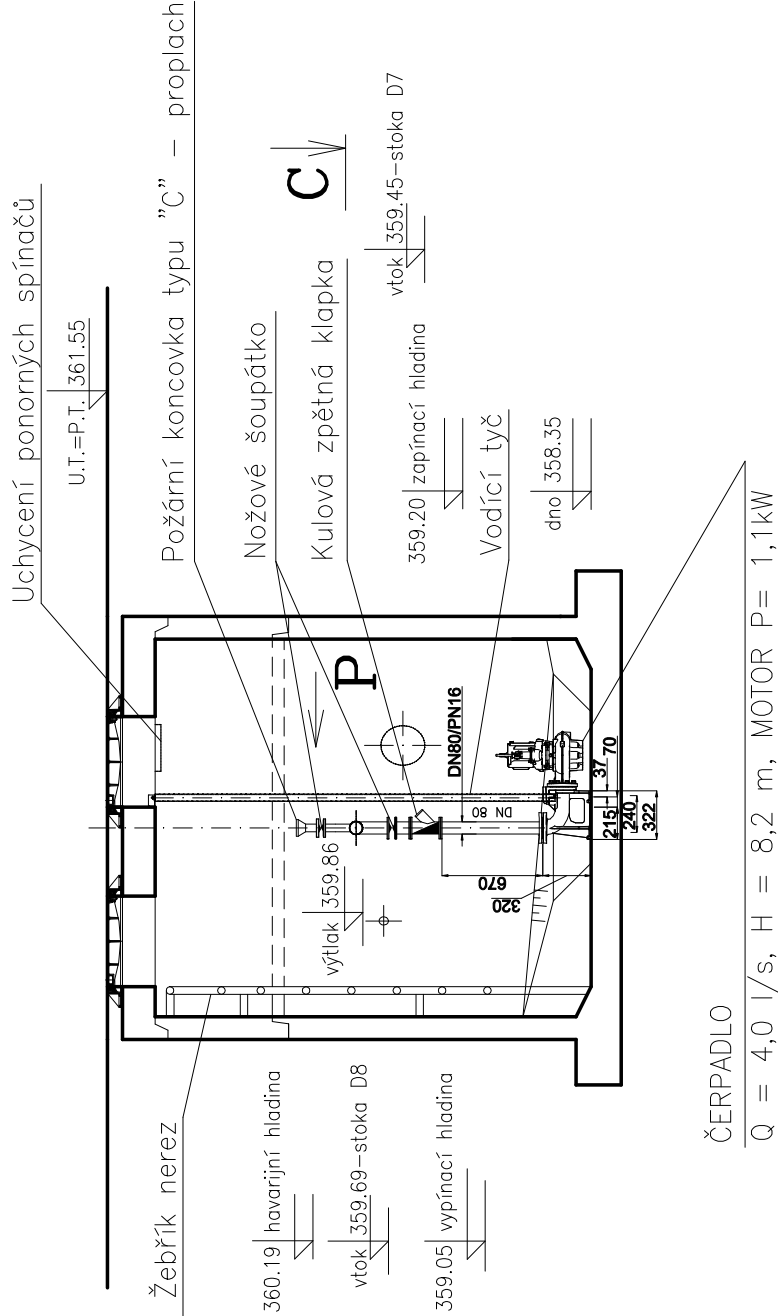 Uchycení ponorných spínačů
U.T.=P.T. 361.55
Požární koncovka typu "C" – proplach
Nožové šoupátko
C
Kulová zpětná klapka
vtok 359.45–stoka D7
359.20 zapínací hladina
Vodící tyč
dno 358.35
P
DN80/PN16
DN 80
výtlak 359.86
670
320
37
70
215
240
322
Žebřík nerez
360.19 havarijní hladina
vtok 359.69–stoka D8
359.05 vypínací hladina
ČERPADLO
Q = 4,0 l/s, H = 8,2 m, MOTOR P= 1,1kW